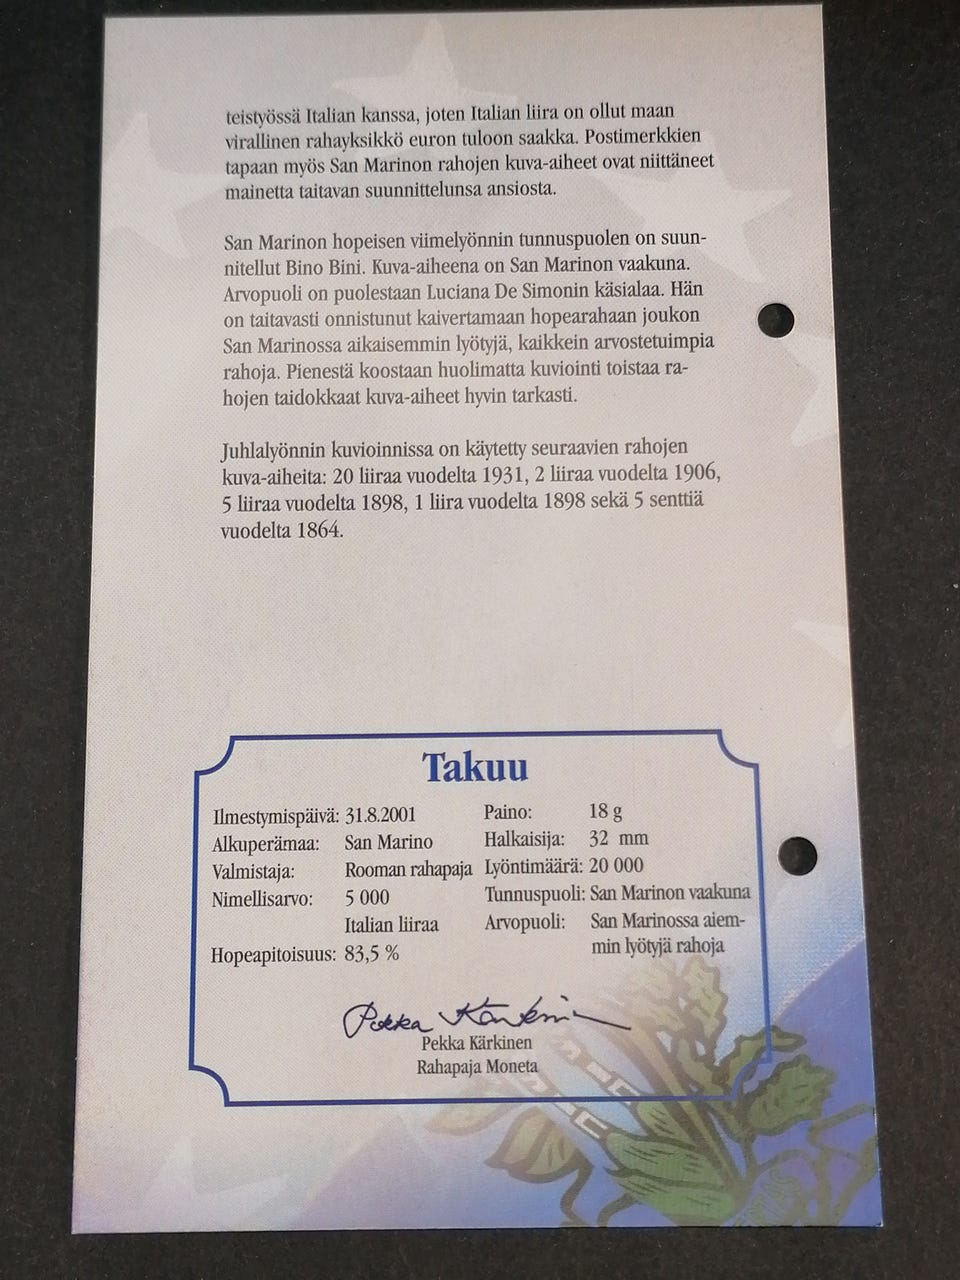 teistyössä Italian kanssa, joten Italian liira on ollut maan
virallinen rahayksikkö euron tuloon saakka. Postimerkkien
tapaan myös San Marinon rahojen kuva-aiheet ovat niittäneet
mainetta taitavan suunnittelunsa ansiosta.
San Marinon hopeisen viimelyönnin tunnuspuolen on suun-
nitellut Bino Bini. Kuva-aiheena on San Marinon vaakuna.
Arvopuoli on puolestaan Luciana De Simonin käsialaa. Hän
on taitavasti onnistunut kaivertamaan hopearahaan joukon
San Marinossa aikaisemmin lyötyjä, kaikkein arvostetuimpia
rahoja. Pienestä koostaan huolimatta kuviointi toistaa ra-
hojen taidokkaat kuva-aiheet hyvin tarkasti.
Juhlalyönnin kuvioinnissa on käytetty seuraavien rahojen
kuva-aiheita: 20 liiraa vuodelta 1931, 2 liiraa vuodelta 1906,
5 liiraa vuodelta 1898, 1 liira vuodelta 1898 sekä 5 senttiä
vuodelta 1864.
Takuu
Ilmestymispäivä: 31.8.2001
Alkuperämaa: San Marino
Valmistaja: Rooman rahapaja
Nimellisarvo: 5 000
Italian liiraa
Hopeapitoisuus: 83,5 %
Paino: 18 g
Halkaisija: 32 mm
Lyöntimäärä: 20 000
Tunnuspuoli: San Marinon vaakuna
Arvopuoli: San Marinossa aiem-
min lyötyjä rahoja
Pekka Kärkinen
Pekka Kärkinen
Rahapaja Moneta